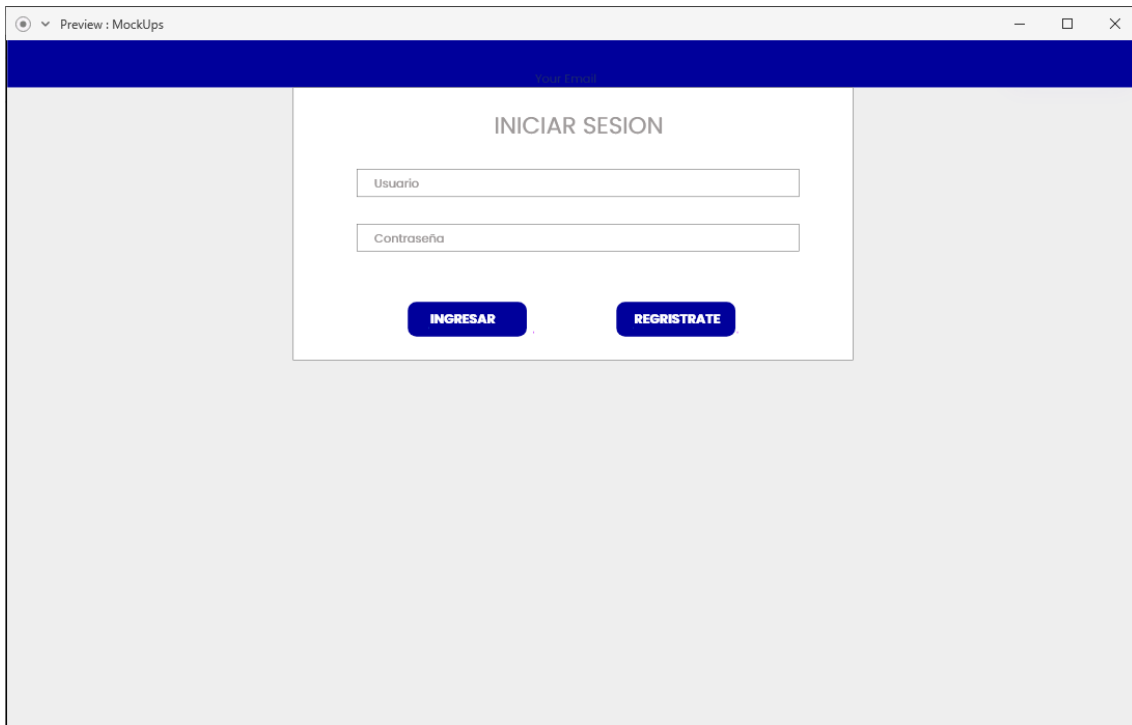 Preview : MockUps
Your Email
INICIAR SESION
Usuario
Contraseña
INGRESAR
REGRISTRATE